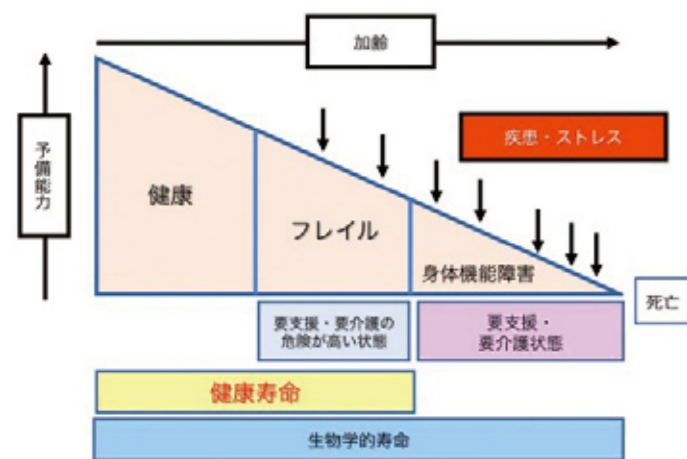 加齢
予備能力
疾患・ストレス
健康
フレイル
身体機能障害
死亡
要支援・要介護の
危険が高い状態
要支援・
要介護状態
健康寿命
生物学的寿命